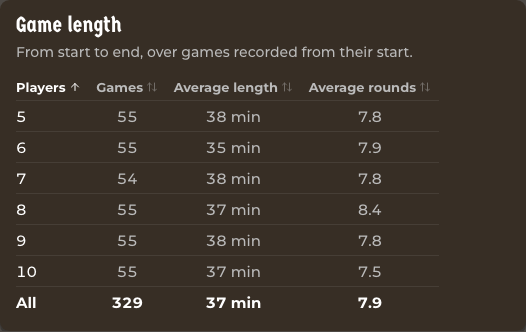 Game length
From start to end, over games recorded from their start.
Players ↑ Games ↑↓ Average length ↑↓ Average rounds ↑↓
5 55 38 min 7.8
6 55 35 min 7.9
7 54 38 min 7.8
8 55 37 min 8.4
9 55 38 min 7.8
10 55 37 min 7.5
All 329 37 min 7.9